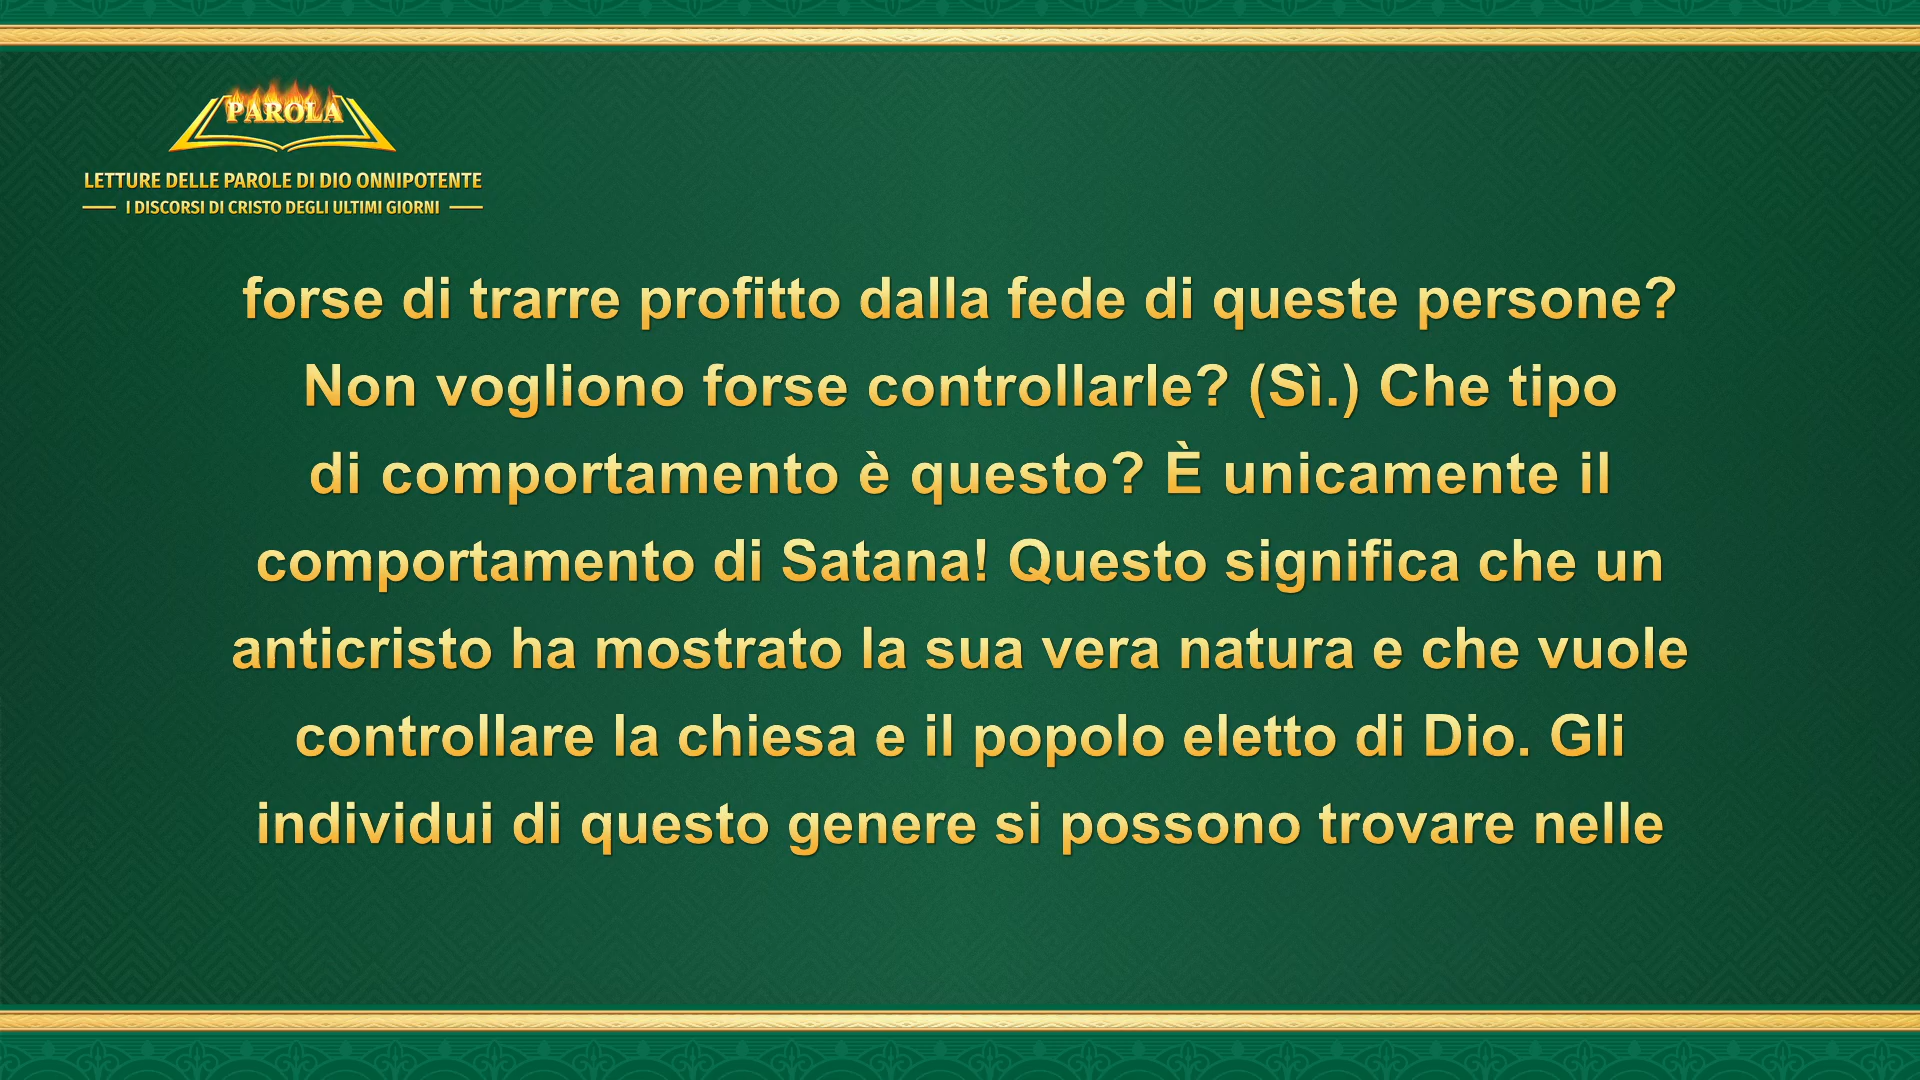 PAROLA
LETTURE DELLE PAROLE DI DIO ONNIPOTENTE
I DISCORSI DI CRISTO DEGLI ULTIMI GIORNI
forse di trarre profitto dalla fede di queste persone?
Non vogliono forse controllarle? (Sì.) Che tipo
di comportamento è questo? È unicamente il
comportamento di Satana! Questo significa che un
anticristo ha mostrato la sua vera natura e che vuole
controllare la chiesa e il popolo eletto di Dio. Gli
individui di questo genere si possono trovare nelle